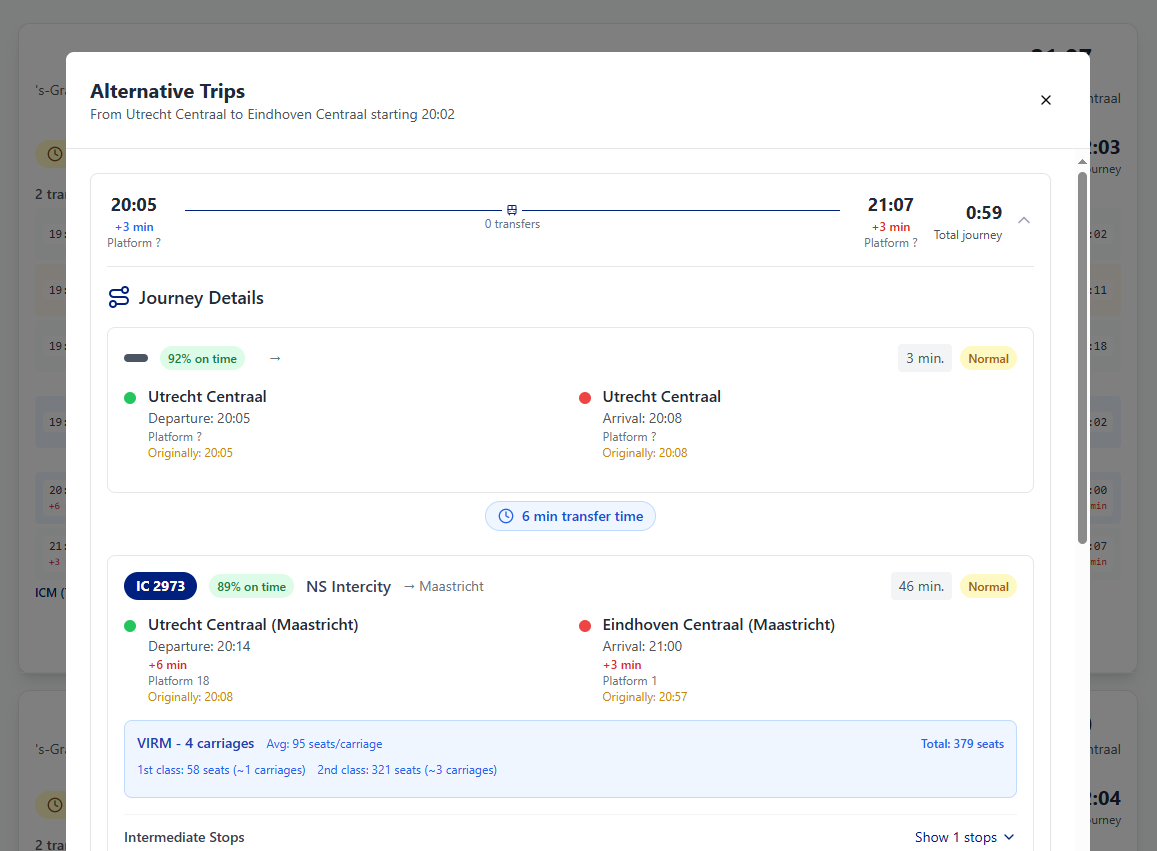 Alternative Trips
From Utrecht Centraal to Eindhoven Centraal starting 20:02
20:05
+3 min
Platform ?
0 transfers
21:07
+3 min
Platform ?
0:59
Total journey
Journey Details
92% on time →
3 min. Normal
Utrecht Centraal
Departure: 20:05
Platform ?
Originally: 20:05
Utrecht Centraal
Arrival: 20:08
Platform ?
Originally: 20:08
6 min transfer time
IC 2973 89% on time NS Intercity → Maastricht
46 min. Normal
Utrecht Centraal (Maastricht)
Departure: 20:14
+6 min
Platform 18
Originally: 20:08
Eindhoven Centraal (Maastricht)
Arrival: 21:00
+3 min
Platform 1
Originally: 20:57
VIRM - 4 carriages Avg: 95 seats/carriage Total: 379 seats
1st class: 58 seats (~1 carriages) 2nd class: 321 seats (~3 carriages)
Intermediate Stops
Show 1 stops
's-Gra
2 tra
19:
19:
19:
19:
20:
+6
21:
+3
ICM (
's-Gra
2 tra
ntraal
:03
urney
:02
:11
:18
:02
:00
min
:07
min
ntraal
:04
urney